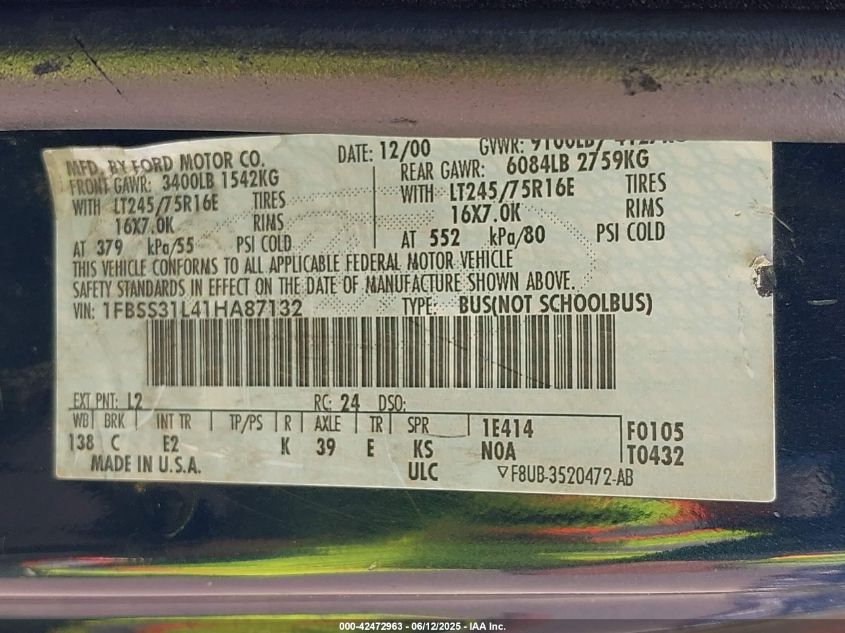 MFD. BY FORD MOTOR CO. DATE: 12/00 GVWR: 9100LB/ 4127KG
FRONT GAWR: 3400LB 1542KG REAR GAWR: 6084LB 2759KG
WITH LT245/75R16E TIRES WITH LT245/75R16E TIRES
16X7.0K RIMS 16X7.0K RIMS
AT 379 kPa/55 PSI COLD AT 552 kPa/80 PSI COLD
THIS VEHICLE CONFORMS TO ALL APPLICABLE FEDERAL MOTOR VEHICLE
SAFETY STANDARDS IN EFFECT ON THE DATE OF MANUFACTURE SHOWN ABOVE.
VIN: 1FBSS31L41HA87132 TYPE: BUS(NOT SCHOOLBUS)
EXT PNT: L2 RC: 24 DSO:
WB BRK INT TR TP/PS R AXLE TR SPR 1E414 F0105
138 C E2 K 39 E KS NOA T0432
MADE IN U.S.A. ULC ▽F8UB-3520472-AB
000-42472963 - 06/12/2025 - IAA Inc.